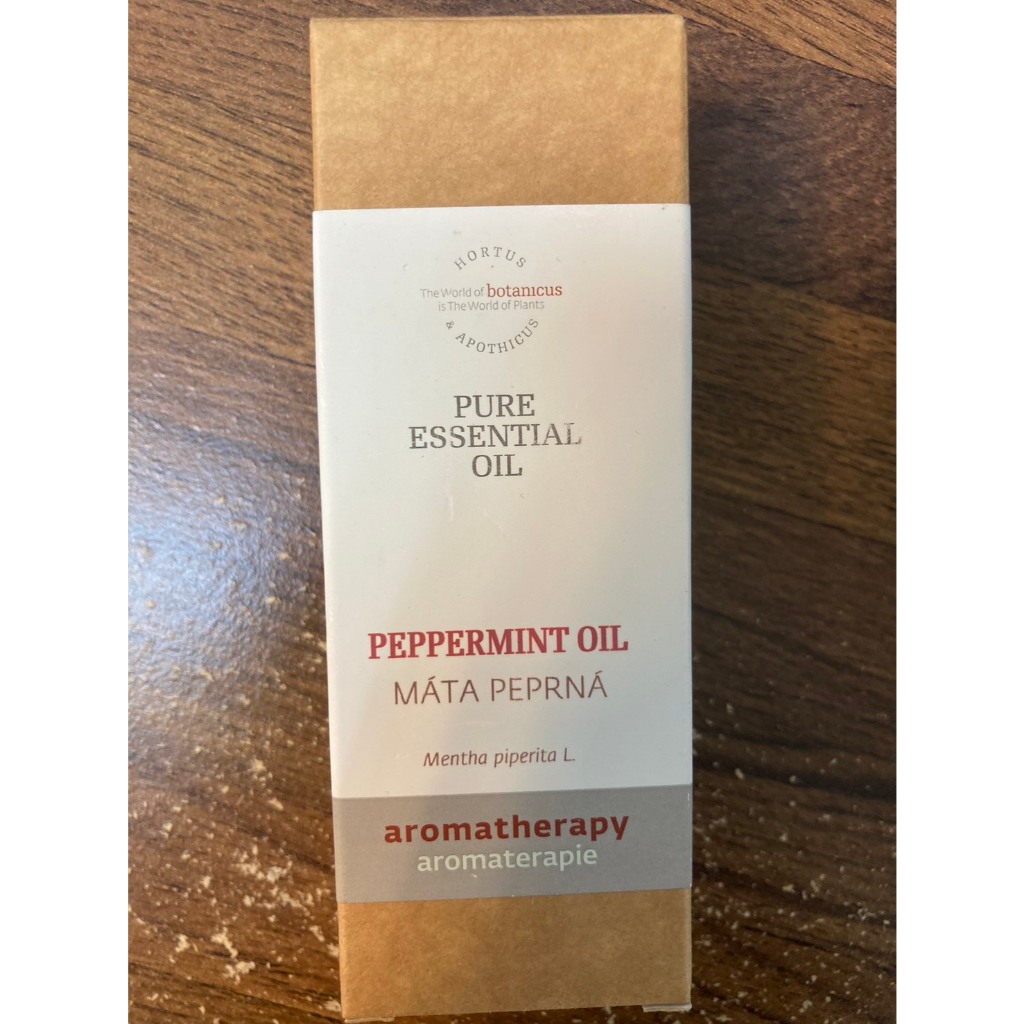 HORTUS
The World of botanicus
is The World of Plants
& APOTHICUS
PURE
ESSENTIAL
OIL
PEPPERMINT OIL
MÁTA PEPRNÁ
Mentha piperita L.
aromatherapy
aromaterapie